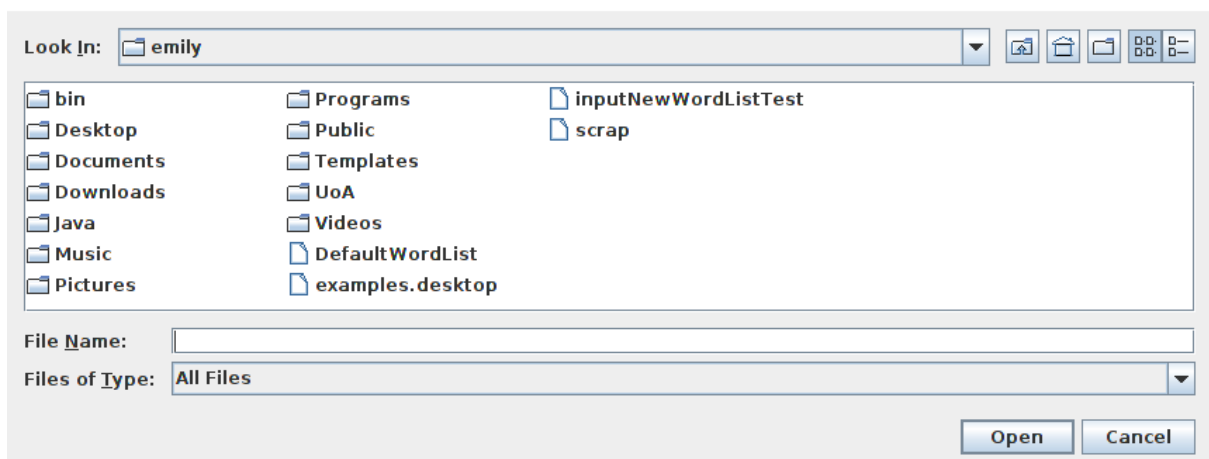 Look In: emily
bin Programs inputNewWordListTest
Desktop Public scrap
Documents Templates
Downloads UoA
Java Videos
Music DefaultWordList
Pictures examples.desktop
File Name:
Files of Type: All Files
Open Cancel